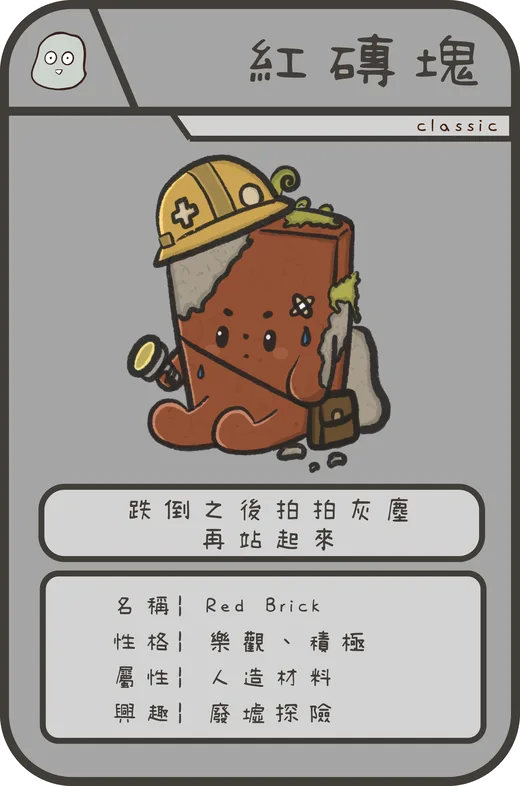 紅磚塊
classic
跌倒之後拍拍灰塵
再站起來
名稱¦ Red Brick
性格¦ 樂觀、積極
屬性¦ 人造材料
興趣¦ 廢墟探險